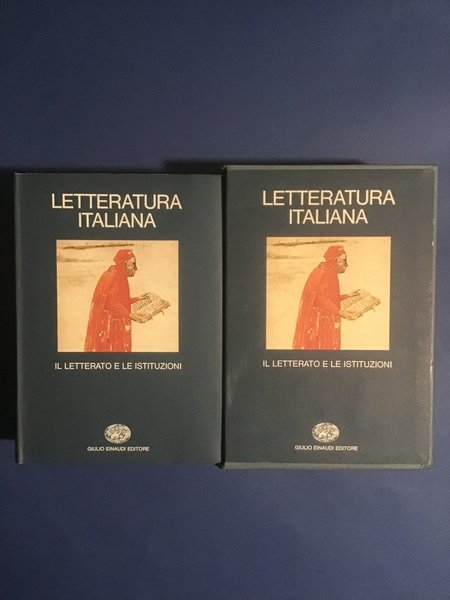 LETTERATURA
ITALIANA
IL LETTERATO E LE ISTITUZIONI
GIULIO EINAUDI EDITORE
LETTERATURA
ITALIANA
IL LETTERATO E LE ISTITUZIONI
GIULIO EINAUDI EDITORE